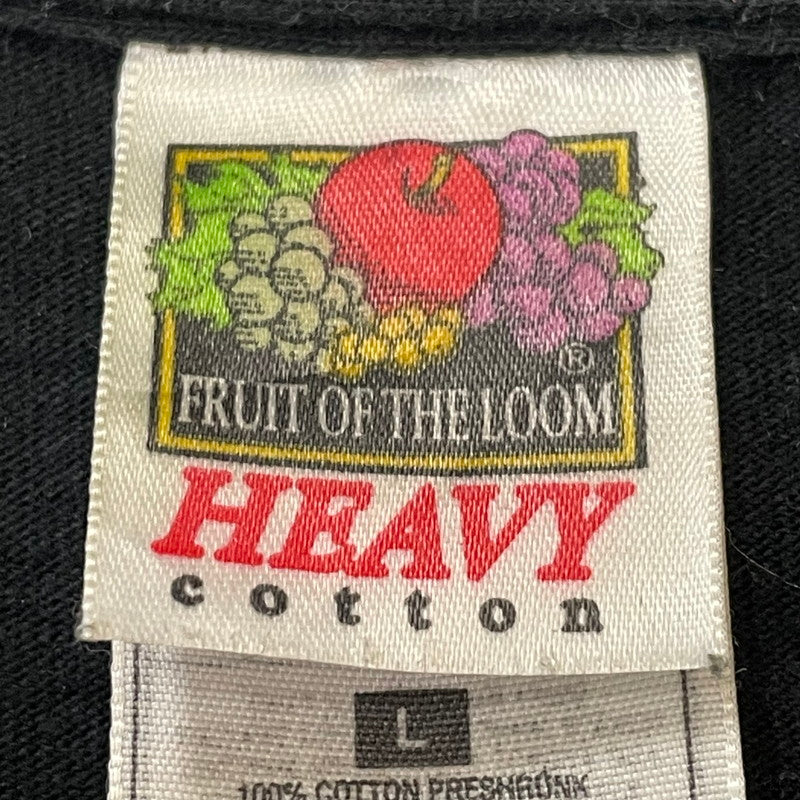 ®
FRUIT OF THE LOOM
HEAVY
cotton
L
100% COTTON PRESHRUNK